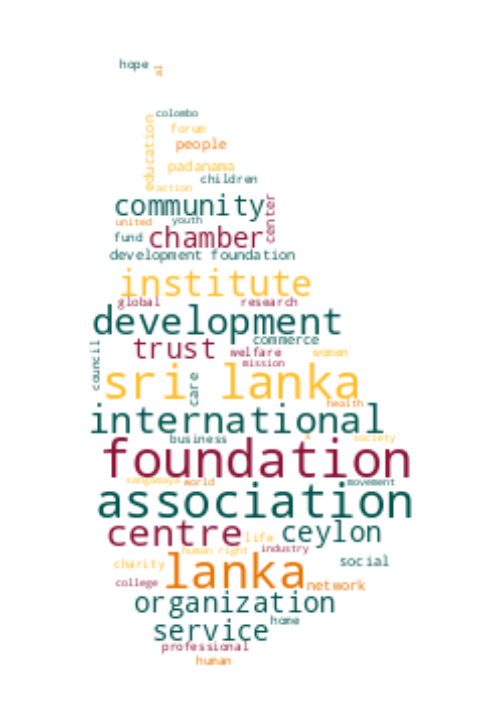 hope
al
colombo
education
forum
people
padanama
children
action
community
center
united
youth
fund
chamber
development foundation
institute
global
research
development
commerce
council
trust
welfare
women
mission
sri lanka
care
health
international
business
society
foundation
sangamaya
world
movement
association
centre
life
ceylon
human right
industry
charity
lanka
social
college
network
organization
home
service
professional
human